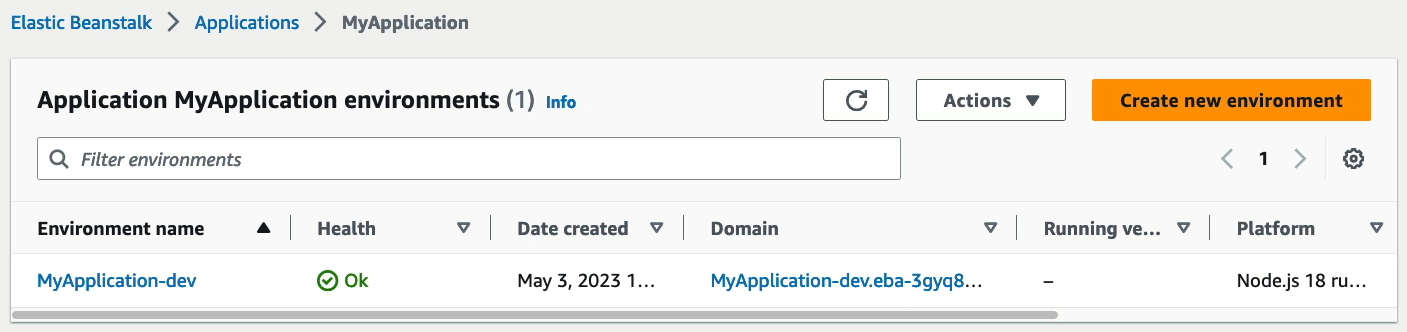 Elastic Beanstalk > Applications > MyApplication
Application MyApplication environments (1) Info
Actions
Create new environment
Filter environments
1
Environment name Health Date created Domain Running ve... Platform
MyApplication-dev Ok May 3, 2023 1... MyApplication-dev.eba-3gyq8... – Node.js 18 ru...